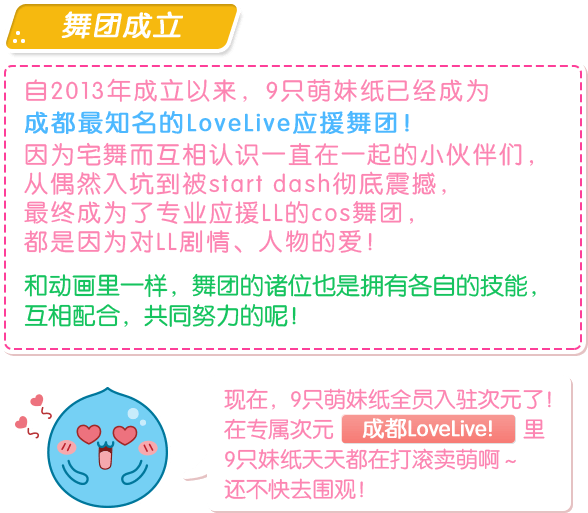 舞团成立
自2013年成立以来，9只萌妹纸已经成为
成都最知名的LoveLive应援舞团！
因为宅舞而互相认识一直在一起的小伙伴们，
从偶然入坑到被start dash彻底震撼，
最终成为了专业应援LL的cos舞团，
都是因为对LL剧情、人物的爱！
和动画里一样，舞团的诸位也是拥有各自的技能，
互相配合，共同努力的呢！
现在，9只萌妹纸全员入驻次元了！
在专属次元 成都LoveLive! 里
9只妹纸天天都在打滚卖萌啊～
还不快去围观！